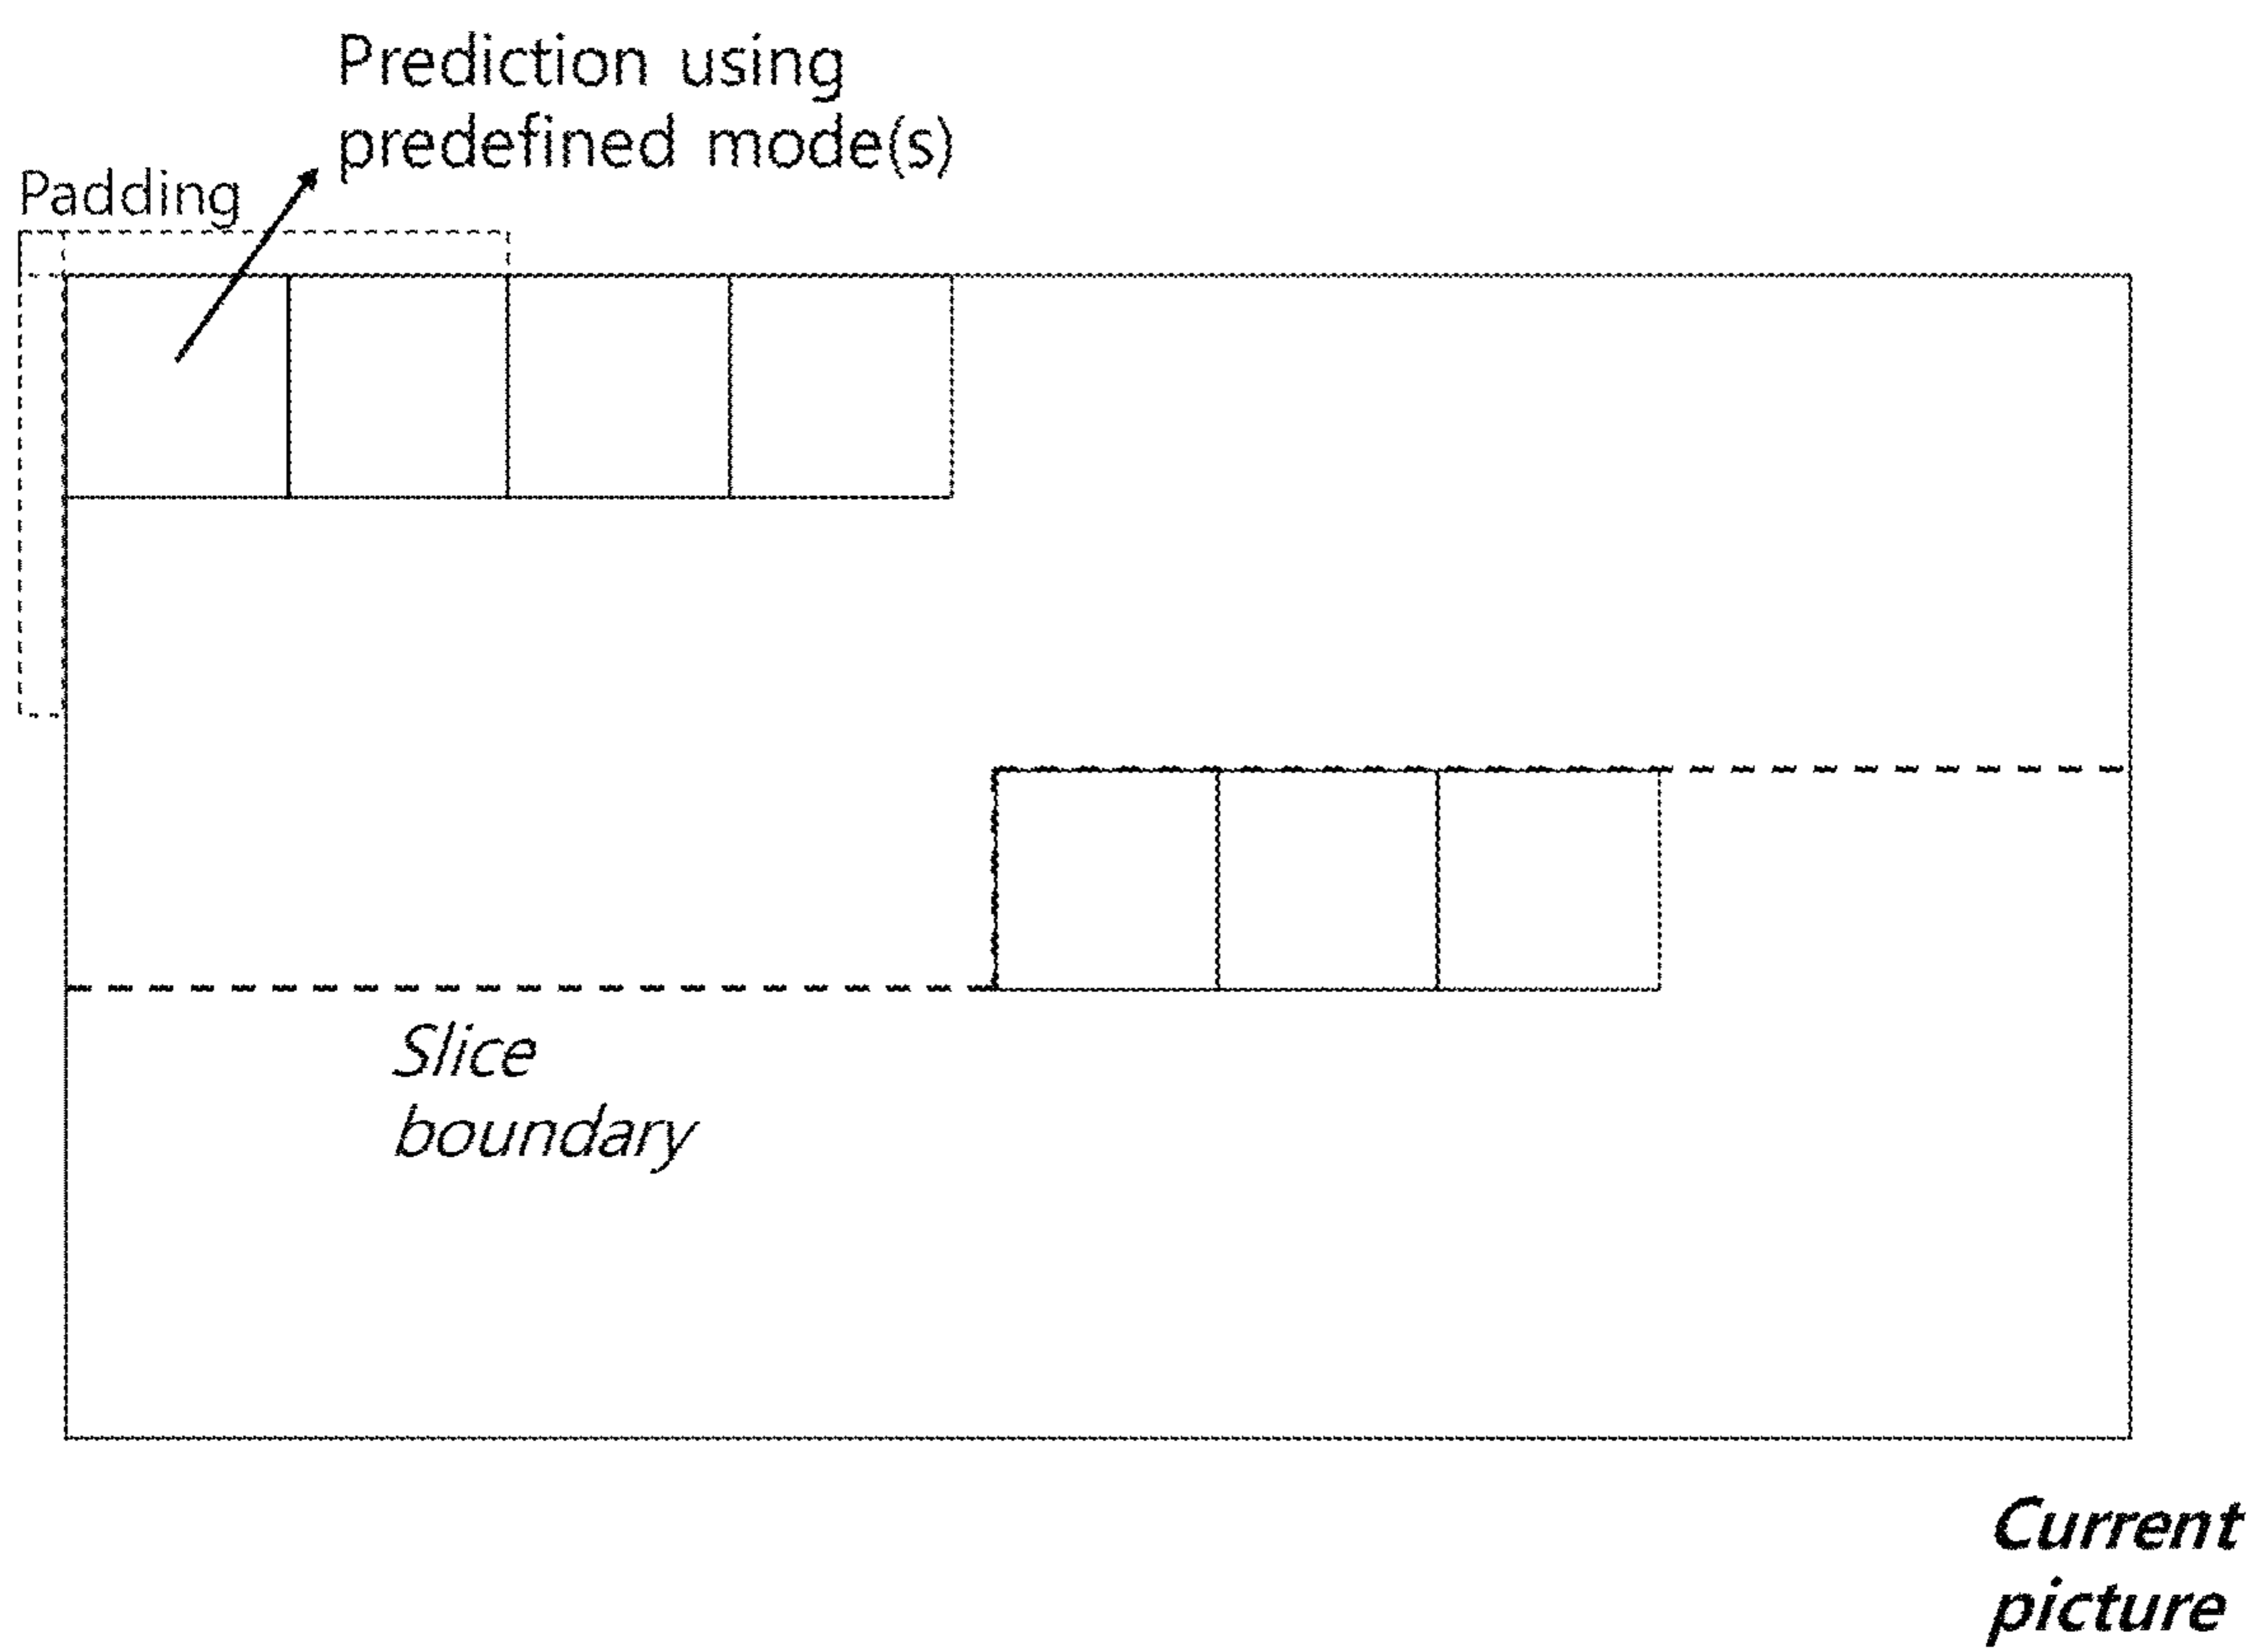 Prediction using
predefined mode(s)
Padding
Slice
boundary
Current
picture